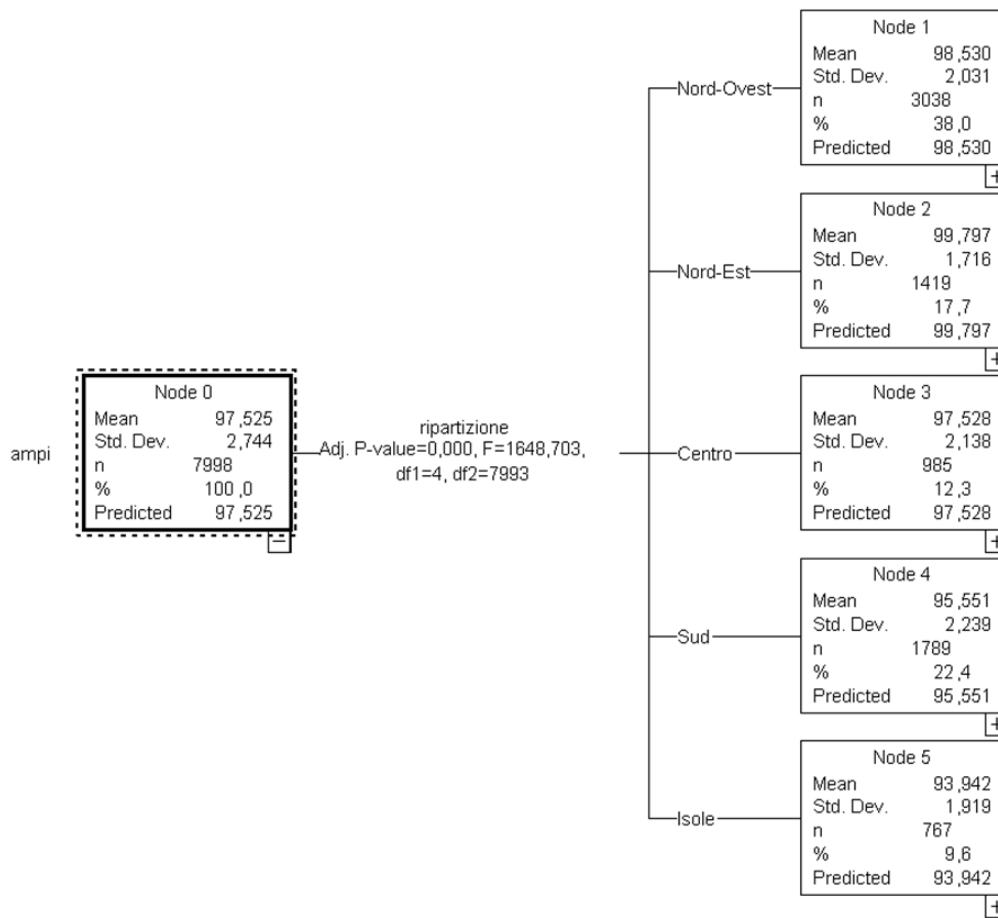 Node 1
Mean 98,530
Std. Dev. 2,031
n 3038
% 38,0
Predicted 98,530
Nord-Ovest
Node 2
Mean 99,797
Std. Dev. 1,716
n 1419
% 17,7
Predicted 99,797
Nord-Est
ampi
Node 0
Mean 97,525
Std. Dev. 2,744
n 7998
% 100,0
Predicted 97,525
ripartizione
Adj. P-value=0,000, F=1648,703,
df1=4, df2=7993
Node 3
Mean 97,528
Std. Dev. 2,138
n 985
% 12,3
Predicted 97,528
Centro
Node 4
Mean 95,551
Std. Dev. 2,239
n 1789
% 22,4
Predicted 95,551
Sud
Node 5
Mean 93,942
Std. Dev. 1,919
n 767
% 9,6
Predicted 93,942
Isole